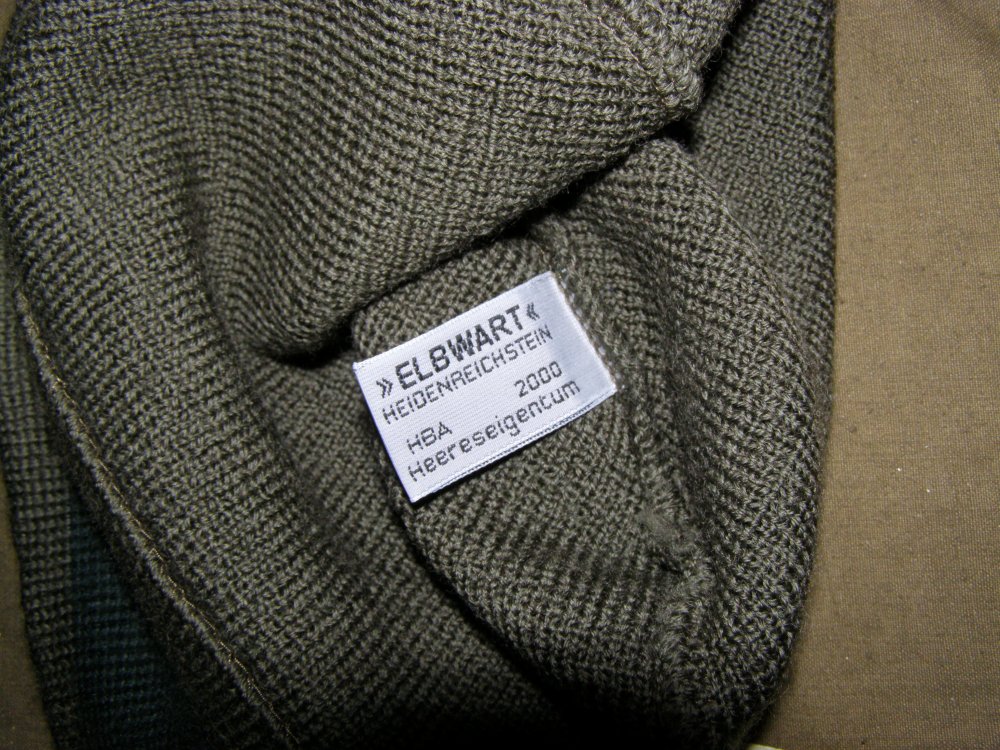 »ELBWART«
HEIDENREICHSTEIN
HBA 2000
Heereseigentum